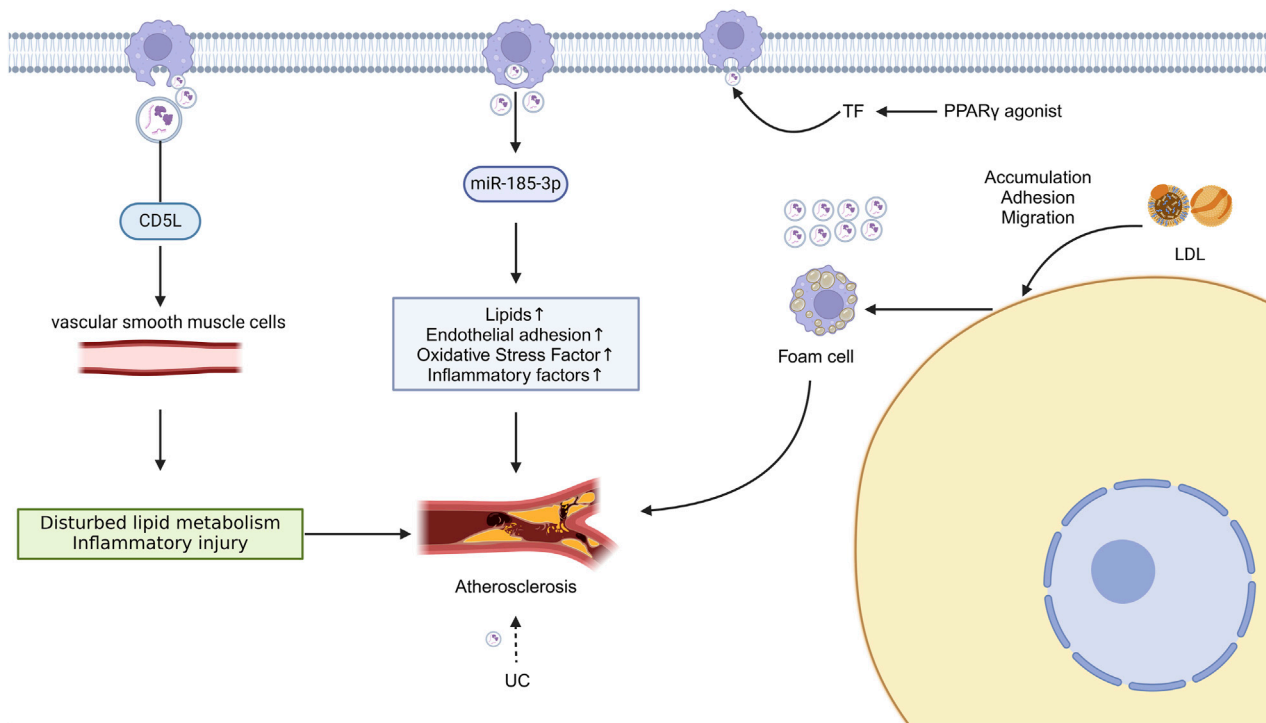 TF
PPARγ agonist
miR-185-3p
CD5L
Accumulation
Adhesion
Migration
LDL
vascular smooth muscle cells
Lipids↑
Endothelial adhesion↑
Oxidative Stress Factor↑
Inflammatory factors↑
Foam cell
Disturbed lipid metabolism
Inflammatory injury
Atherosclerosis
UC